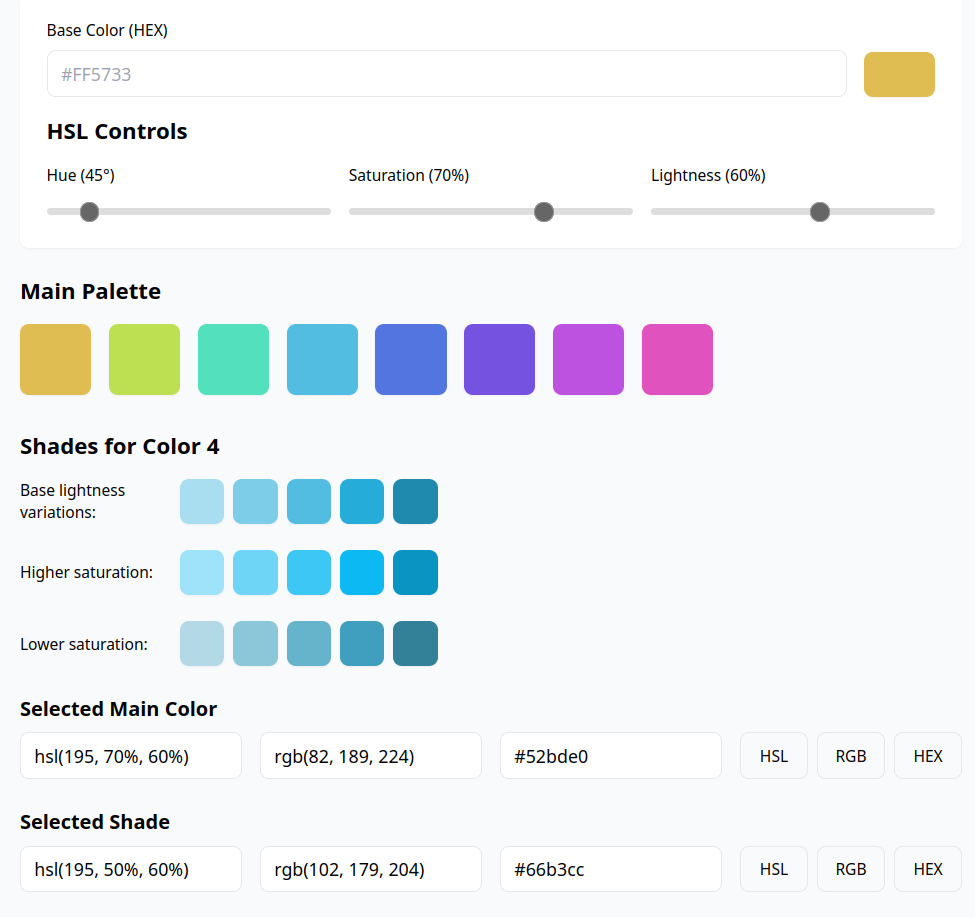 Base Color (HEX)
#FF5733
HSL Controls
Hue (45°)
Saturation (70%)
Lightness (60%)
Main Palette
Shades for Color 4
Base lightness
variations:
Higher saturation:
Lower saturation:
Selected Main Color
hsl(195, 70%, 60%)
rgb(82, 189, 224)
#52bde0
HSL
RGB
HEX
Selected Shade
hsl(195, 50%, 60%)
rgb(102, 179, 204)
#66b3cc
HSL
RGB
HEX